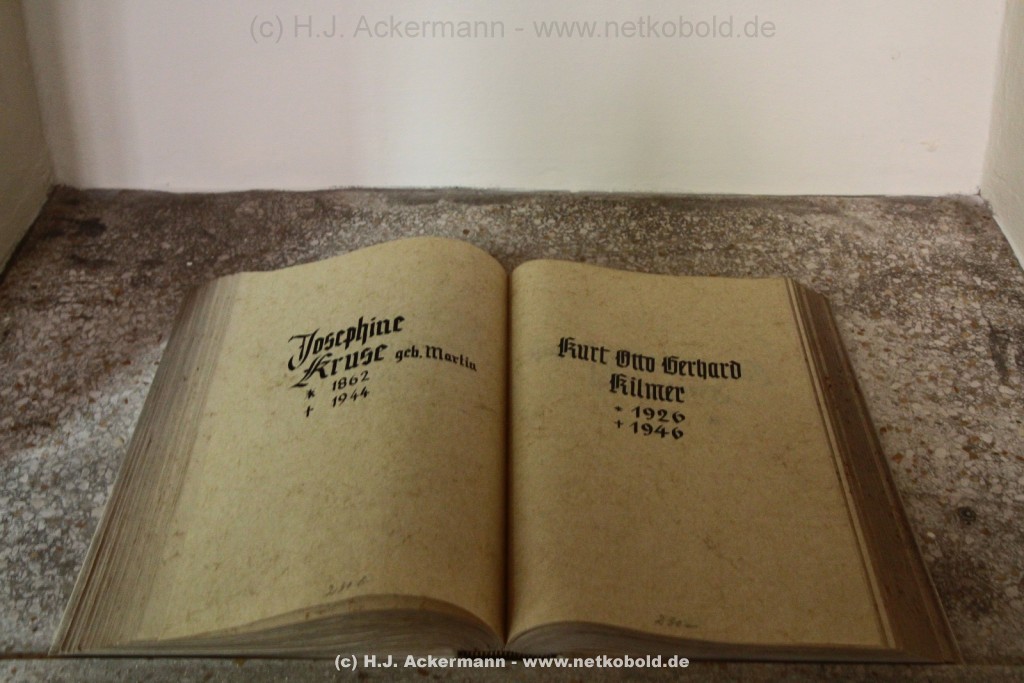 (c) H.J. Ackermann - www.netkobold.de
Josephine
Kruse geb. Martin
* 1862
† 1944
Kurt Otto Gerhard
Kilmer
* 1926
† 1946
(c) H.J. Ackermann - www.netkobold.de